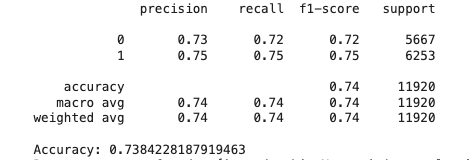 precision recall f1-score support
0 0.73 0.72 0.72 5667
1 0.75 0.75 0.75 6253
accuracy 0.74 11920
macro avg 0.74 0.74 0.74 11920
weighted avg 0.74 0.74 0.74 11920
Accuracy: 0.7384228187919463